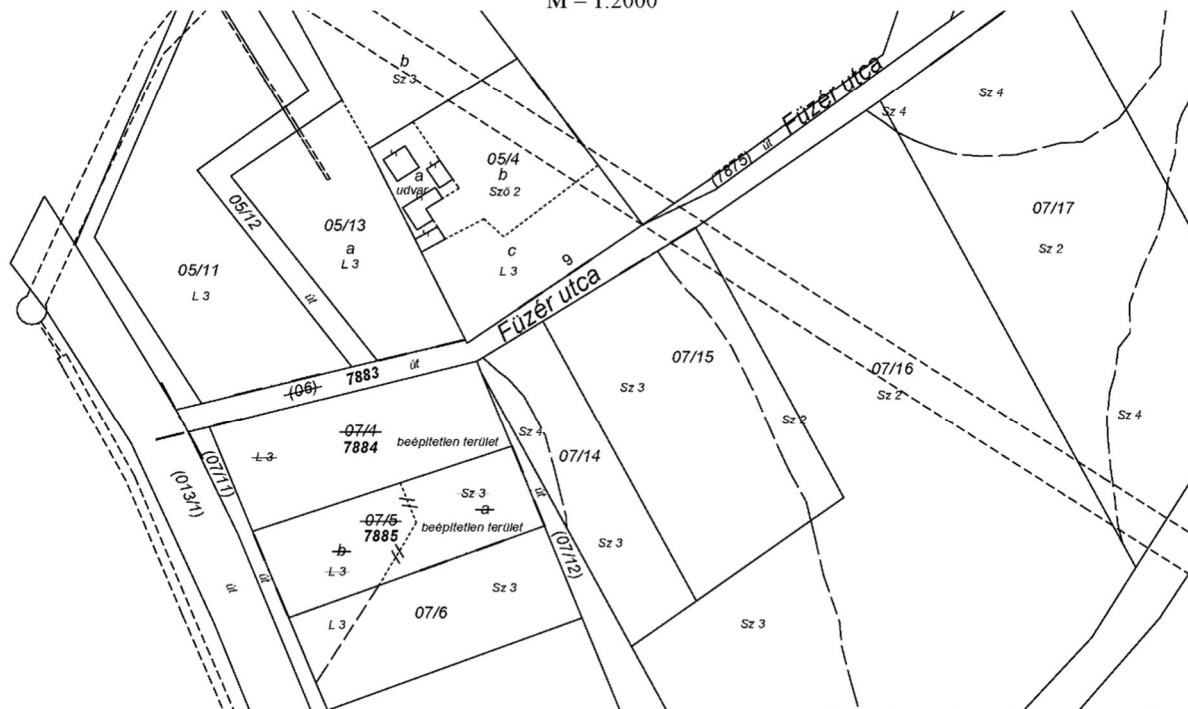 M – 1:2000
b
Sz 3
Füzér utca
(7875) út
Sz 4
Sz 4
05/4
b
Sző 2
a
udvar
05/12
út
05/13
a
L 3
07/17
Sz 2
05/11
L 3
c
L 3
9
Füzér utca
(06)
7883
út
07/15
Sz 3
07/16
Sz 2
Sz 2
Sz 4
07/4
7884
beépitetlen terület
L 3
Sz 4
07/14
(07/11)
út
(013/1)
út
Sz 3
a
07/5
7885
beépitetlen terület
b
L 3
út
(07/12)
Sz 3
Sz 3
07/6
L 3
Sz 3